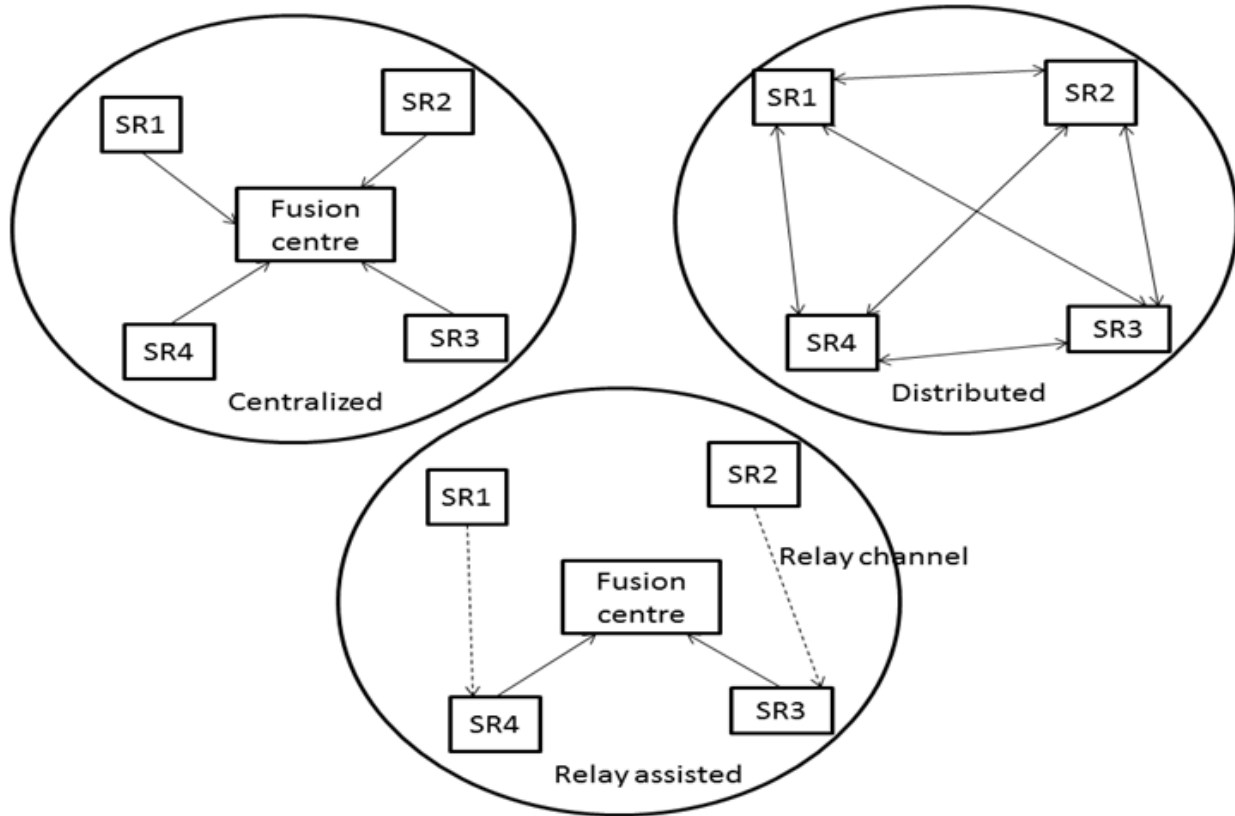 SR1
SR2
Fusion
centre
SR4
SR3
Centralized
SR1
SR2
SR4
SR3
Distributed
SR1
SR2
Relay channel
Fusion
centre
SR4
SR3
Relay assisted